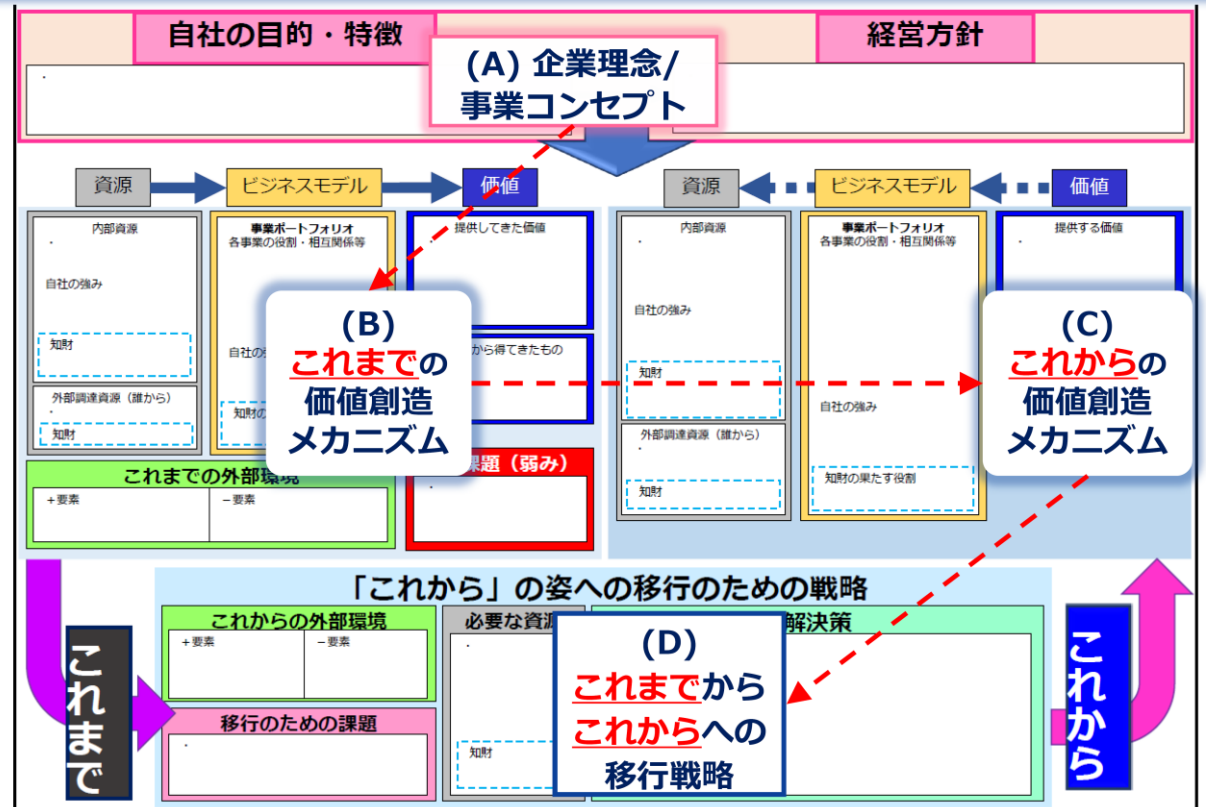 自社の目的・特徴
経営方針
(A) 企業理念/
事業コンセプト
・
資源
ビジネスモデル
価値
資源
ビジネスモデル
価値
内部資源
・
自社の強み
知財
外部調達資源（誰から）
・
知財
事業ポートフォリオ
各事業の役割・相互関係等
提供してきた価値
・
から得てきたもの
(B)
これまでの
価値創造
メカニズム
これまでの外部環境
＋要素
－要素
課題（弱み）
・
内部資源
・
自社の強み
知財
外部調達資源（誰から）
・
知財
事業ポートフォリオ
各事業の役割・相互関係等
自社の強み
知財の果たす役割
提供する価値
・
(C)
これからの
価値創造
メカニズム
「これから」の姿への移行のための戦略
これまで
これからの外部環境
＋要素
－要素
移行のための課題
・
必要な資源
・
知財
解決策
(D)
これまでから
これからへの
移行戦略
これから